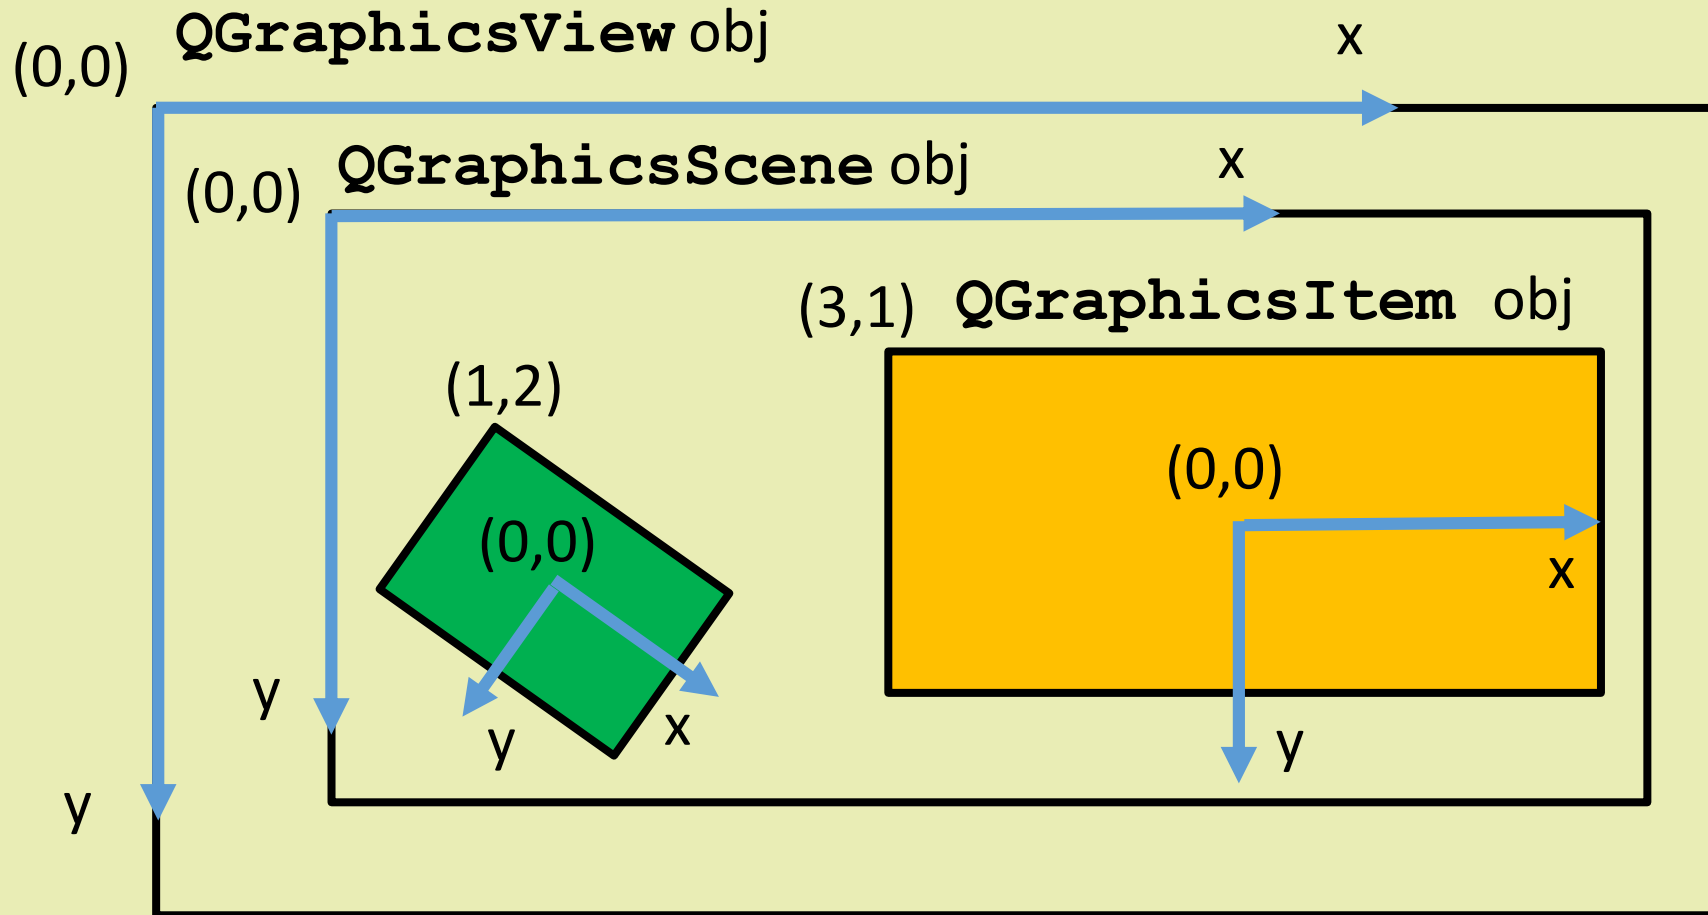 QGraphicsView obj
x
(0,0)
QGraphicsScene obj
x
(0,0)
(3,1) QGraphicsItem obj
(1,2)
(0,0)
(0,0)
x
y
x
y
y
y